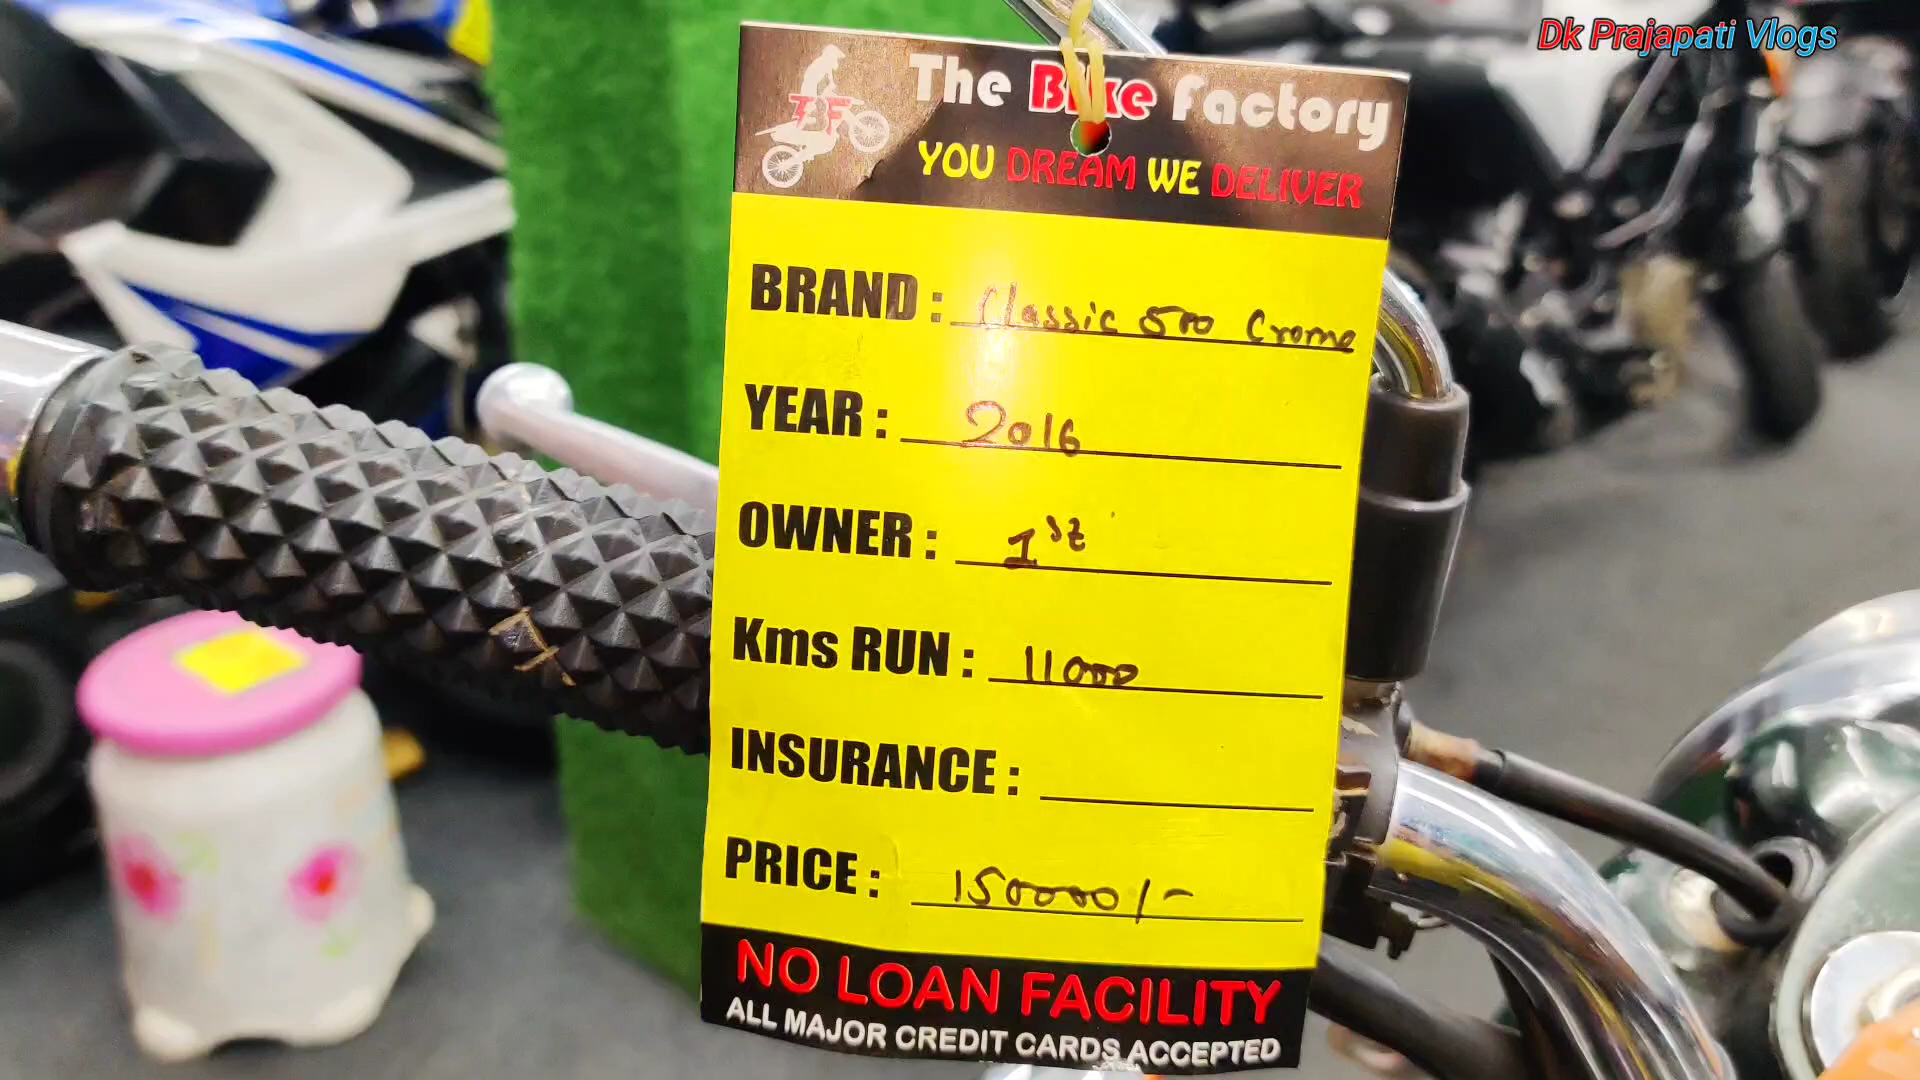 Dk Prajapati Vlogs
The Bike Factory
TBF
YOU DREAM WE DELIVER
BRAND : Classic 500 Crome
YEAR : 2016
OWNER : 1st
Kms RUN : 11000
INSURANCE :
PRICE : 150000/-
NO LOAN FACILITY
ALL MAJOR CREDIT CARDS ACCEPTED